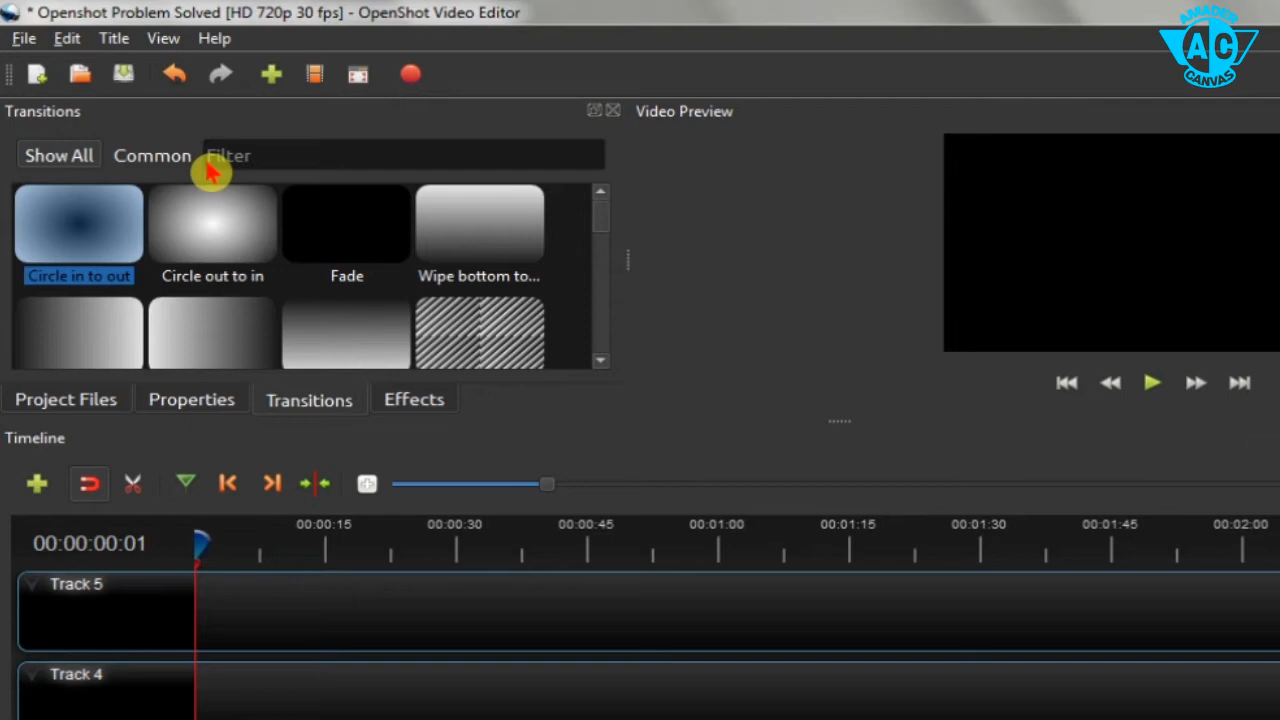 * Openshot Problem Solved [HD 720p 30 fps] - OpenShot Video Editor
File Edit Title View Help
AMADER
AC
CANVAS
Transitions
Video Preview
Show All Common Filter
Circle in to out Circle out to in Fade Wipe bottom to...
Project Files Properties Transitions Effects
Timeline
00:00:15 00:00:30 00:00:45 00:01:00 00:01:15 00:01:30 00:01:45 00:02:00
00:00:00:01
Track 5
Track 4